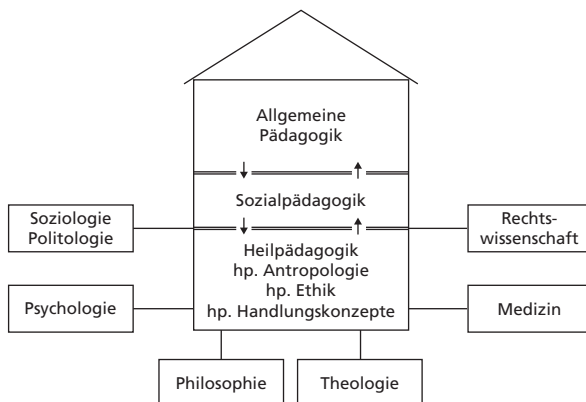 Allgemeine
Pädagogik
Sozialpädagogik
Soziologie
Politologie
Rechts-
wissenschaft
Heilpädagogik
hp. Antropologie
hp. Ethik
hp. Handlungskonzepte
Psychologie
Medizin
Philosophie
Theologie